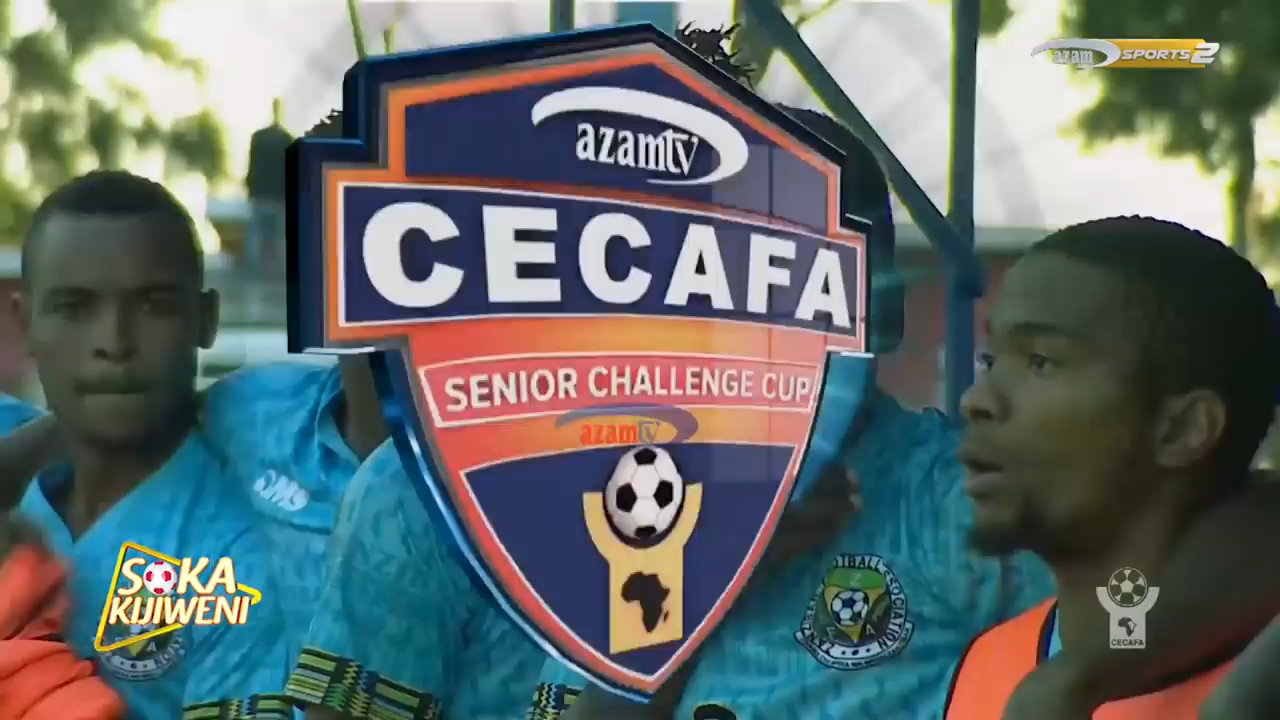 azam SPORTS 2
azamtv
CECAFA
SENIOR CHALLENGE CUP
azamtv
SOKA
KIJIWENI
CECAFA